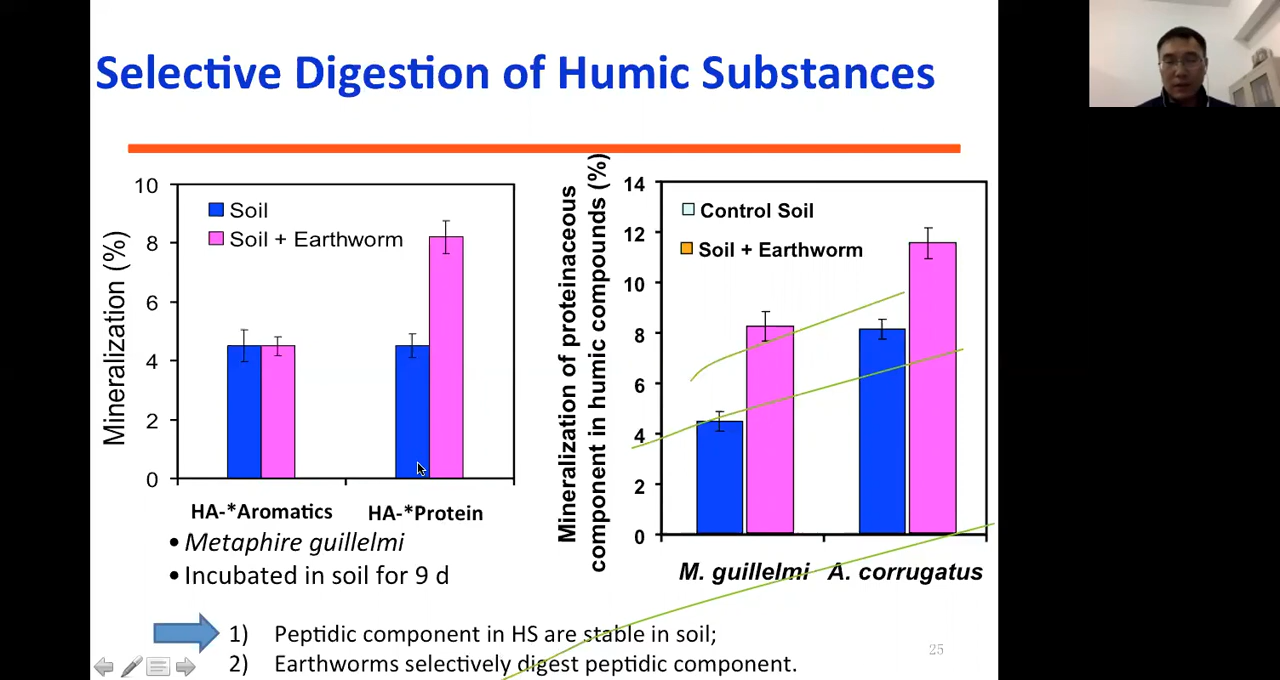 Selective Digestion of Humic Substances
Mineralization (%)
10
8
6
4
2
0
Soil
Soil + Earthworm
HA-*Aromatics
HA-*Protein
• Metaphire guillelmi
• Incubated in soil for 9 d
Mineralization of proteinaceous
component in humic compounds (%)
14
12
10
8
6
4
2
0
Control Soil
Soil + Earthworm
M. guillelmi
A. corrugatus
1) Peptidic component in HS are stable in soil;
2) Earthworms selectively digest peptidic component.
25